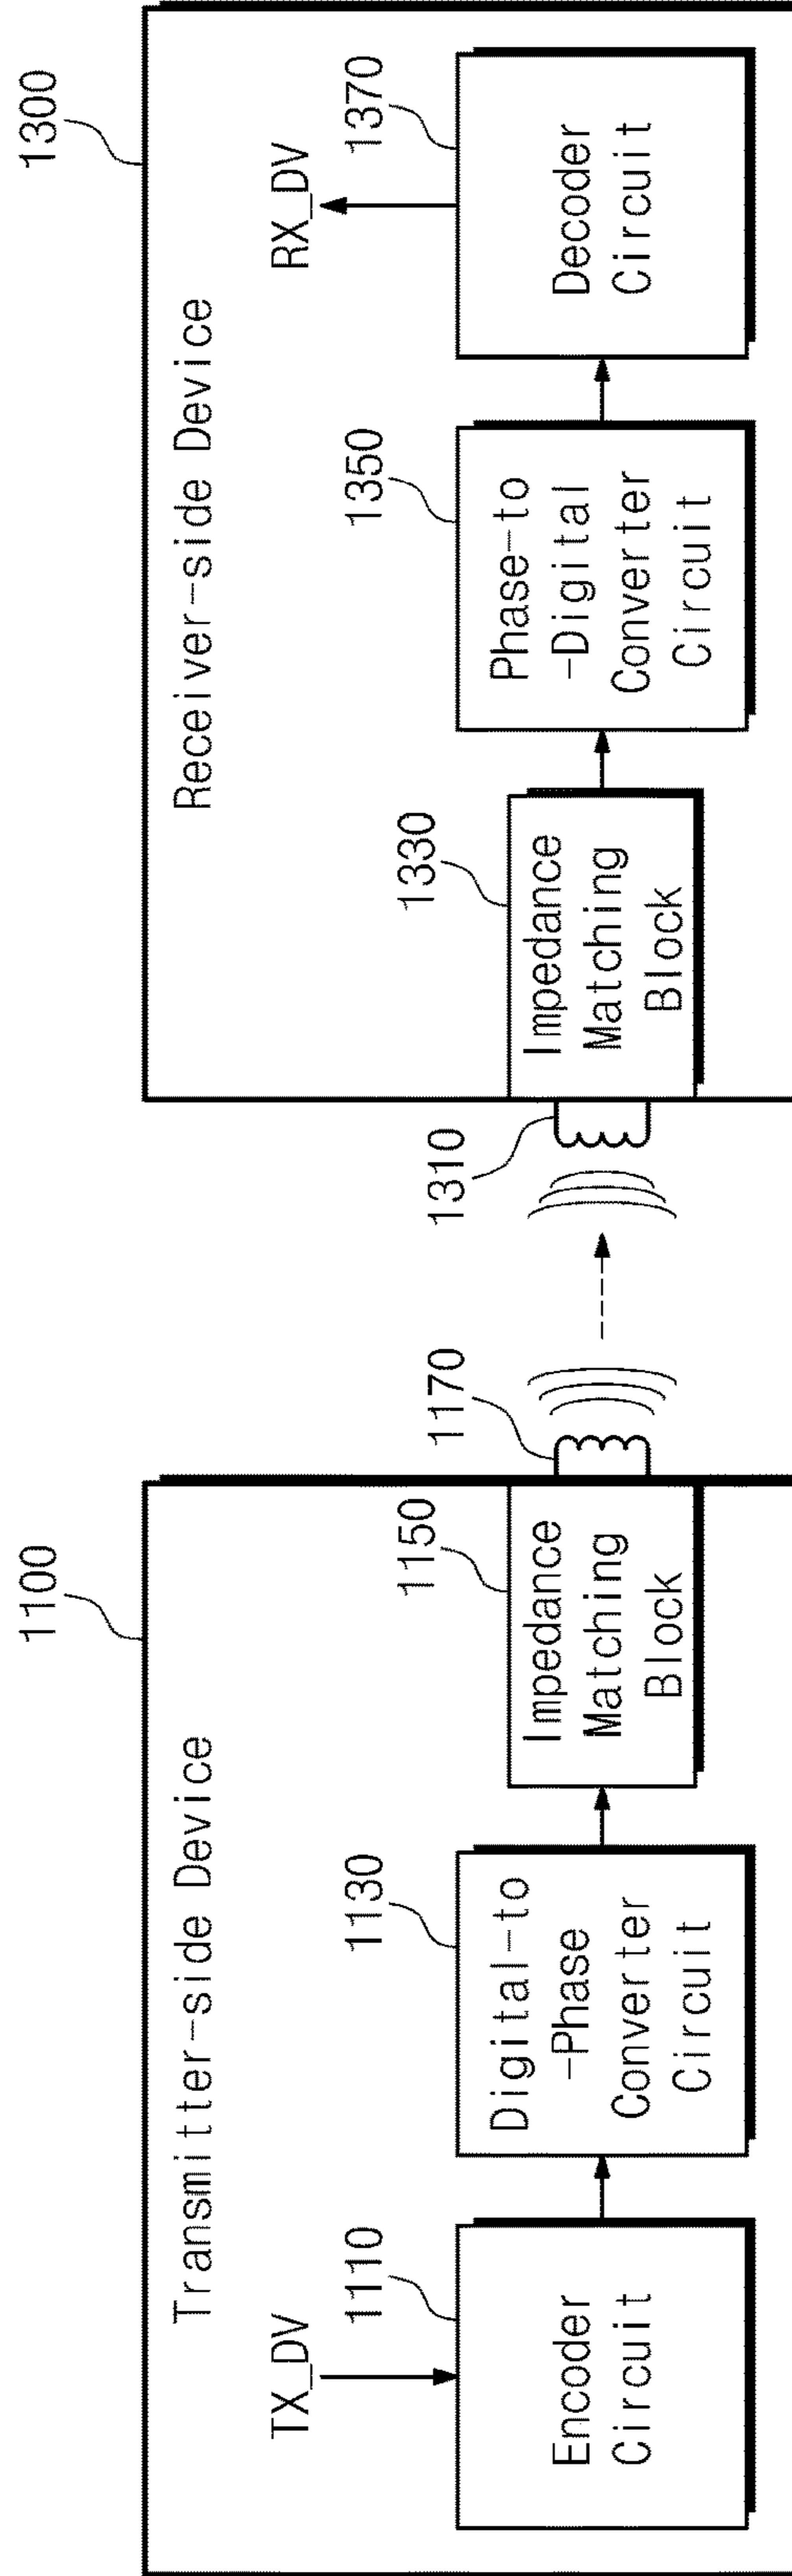 1100
Transmitter-side Device
TX_DV
1110
Encoder
Circuit
1130
Digital-to
-Phase
Converter
Circuit
1150
Impedance
Matching
Block
1170
1300
Receiver-side Device
1310
1330
Impedance
Matching
Block
1350
Phase-to
-Digital
Converter
Circuit
RX_DV
1370
Decoder
Circuit